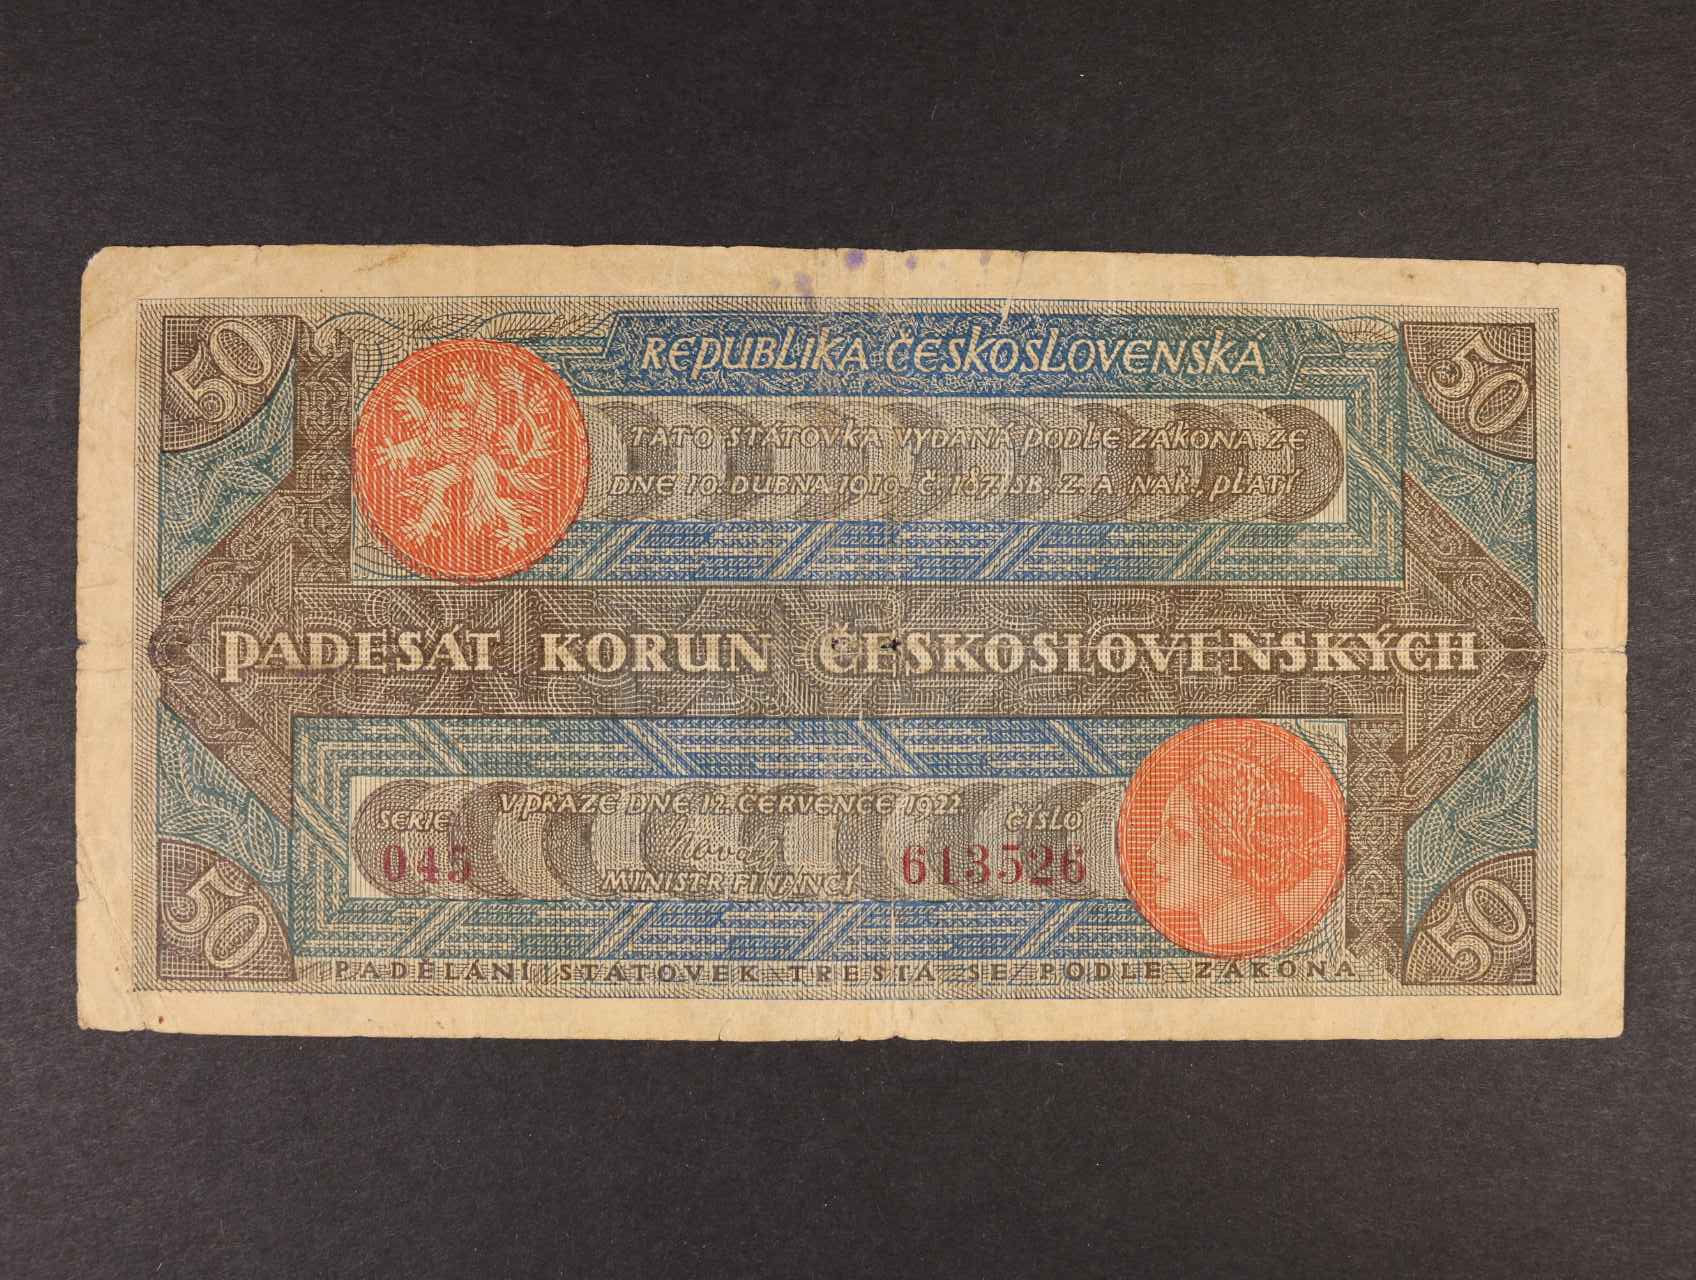 50
50
REPUBLIKA ČESKOSLOVENSKÁ
TATO STÁTOVKA VYDANÁ PODLE ZÁKONA ZE
DNE 10. DUBNA 1919. Č. 187. SB. Z. A NAŘ., PLATÍ
PADESÁT KORUN ČESKOSLOVENSKÝCH
V PRAZE DNE 12. ČERVENCE 1922
SERIE
ČÍSLO
045
Novák
613526
MINISTR FINANCÍ
50
50
PADĚLÁNÍ STÁTOVEK TRESTÁ SE PODLE ZÁKONA